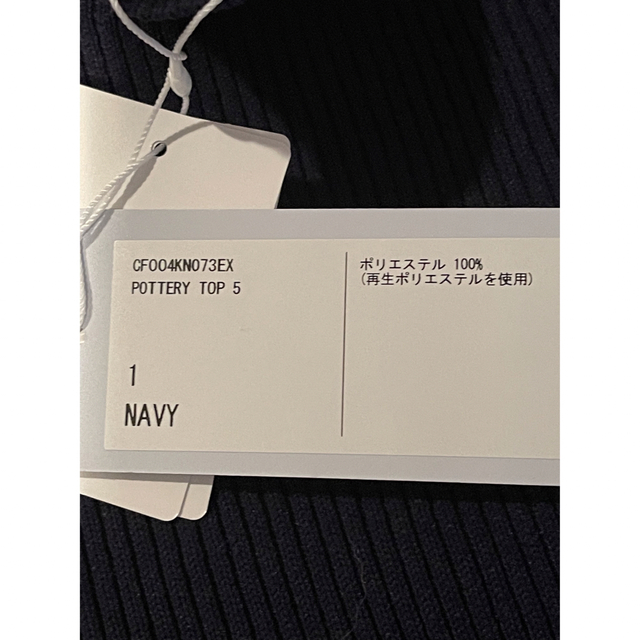 CFOO4KN073EX
POTTERY TOP 5
1
NAVY
ポリエステル 100%
(再生ポリエステルを使用)